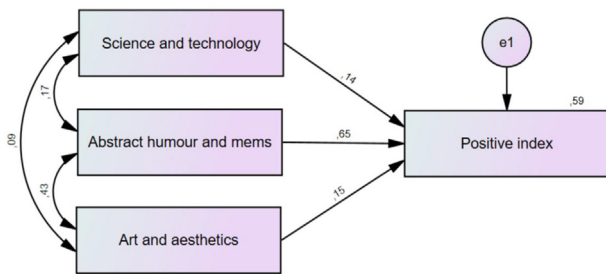 Science and technology
e1
,14
,59
,17
,09
Abstract humour and mems
,65
Positive index
,43
,15
Art and aesthetics